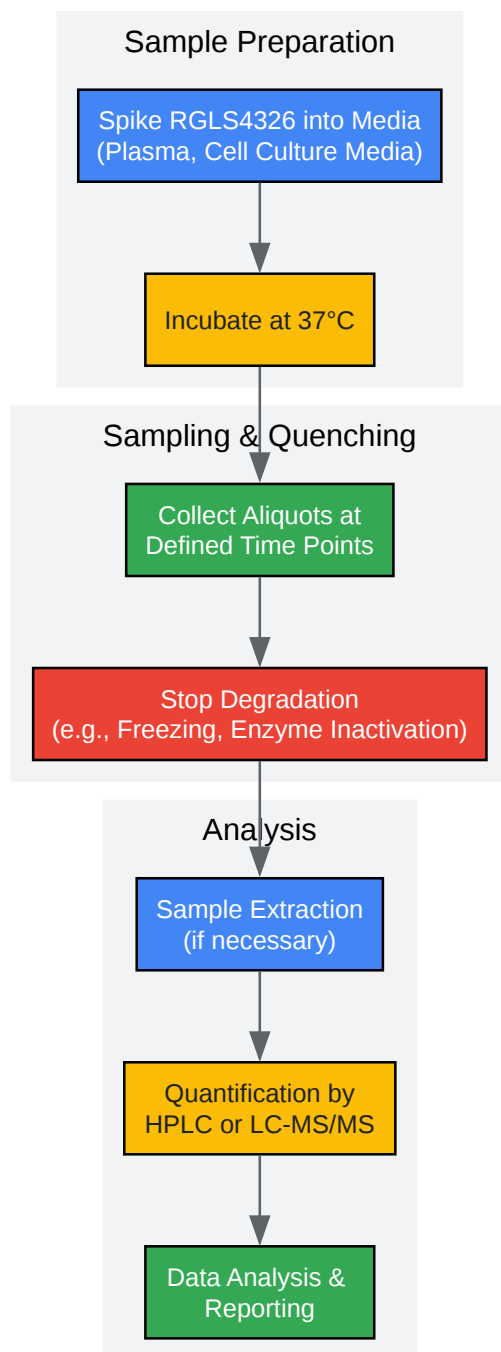 Sample Preparation
Spike RGLS4326 into Media
(Plasma, Cell Culture Media)
Incubate at 37°C
Sampling & Quenching
Collect Aliquots at
Defined Time Points
Stop Degradation
(e.g., Freezing, Enzyme Inactivation)
Analysis
Sample Extraction
(if necessary)
Quantification by
HPLC or LC-MS/MS
Data Analysis &
Reporting